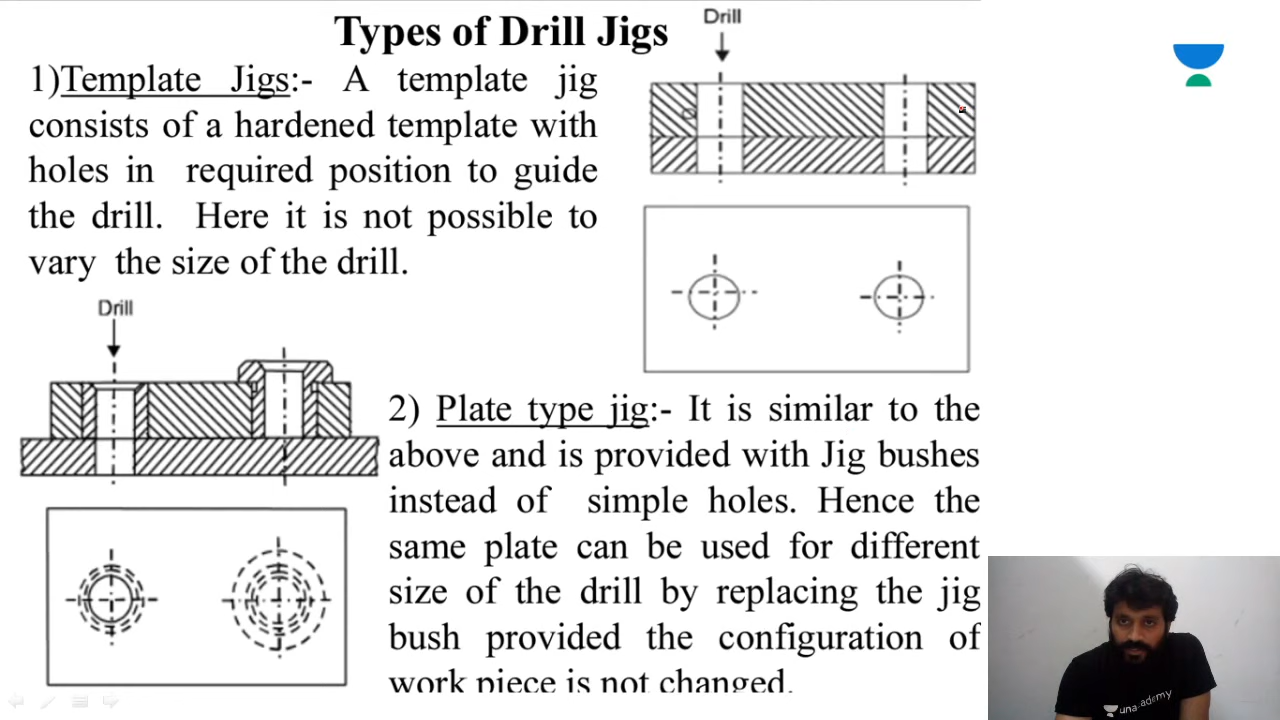 Types of Drill Jigs
1)Template Jigs:- A template jig
consists of a hardened template with
holes in required position to guide
the drill. Here it is not possible to
vary the size of the drill.
Drill
Drill
2) Plate type jig:- It is similar to the
above and is provided with Jig bushes
instead of simple holes. Hence the
same plate can be used for different
size of the drill by replacing the jig
bush provided the configuration of
work piece is not changed.